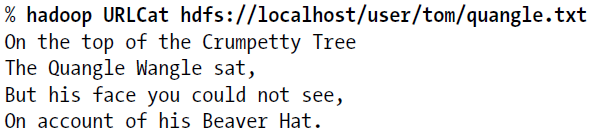 % hadoop URLCat hdfs://localhost/user/tom/quangle.txt
On the top of the Crumpetty Tree
The Quangle Wangle sat,
But his face you could not see,
On account of his Beaver Hat.